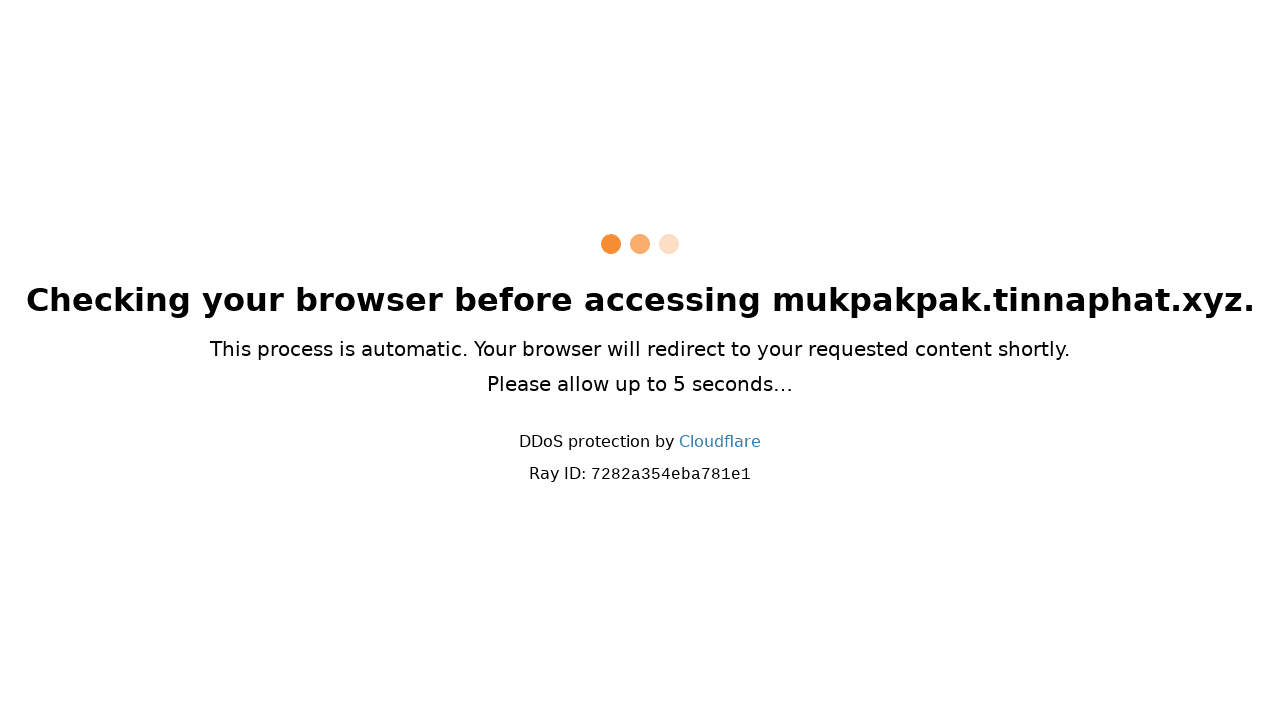 Checking your browser before accessing mukpakpak.tinnaphat.xyz.
This process is automatic. Your browser will redirect to your requested content shortly.
Please allow up to 5 seconds…
DDoS protection by Cloudflare
Ray ID: 7282a354eba781e1